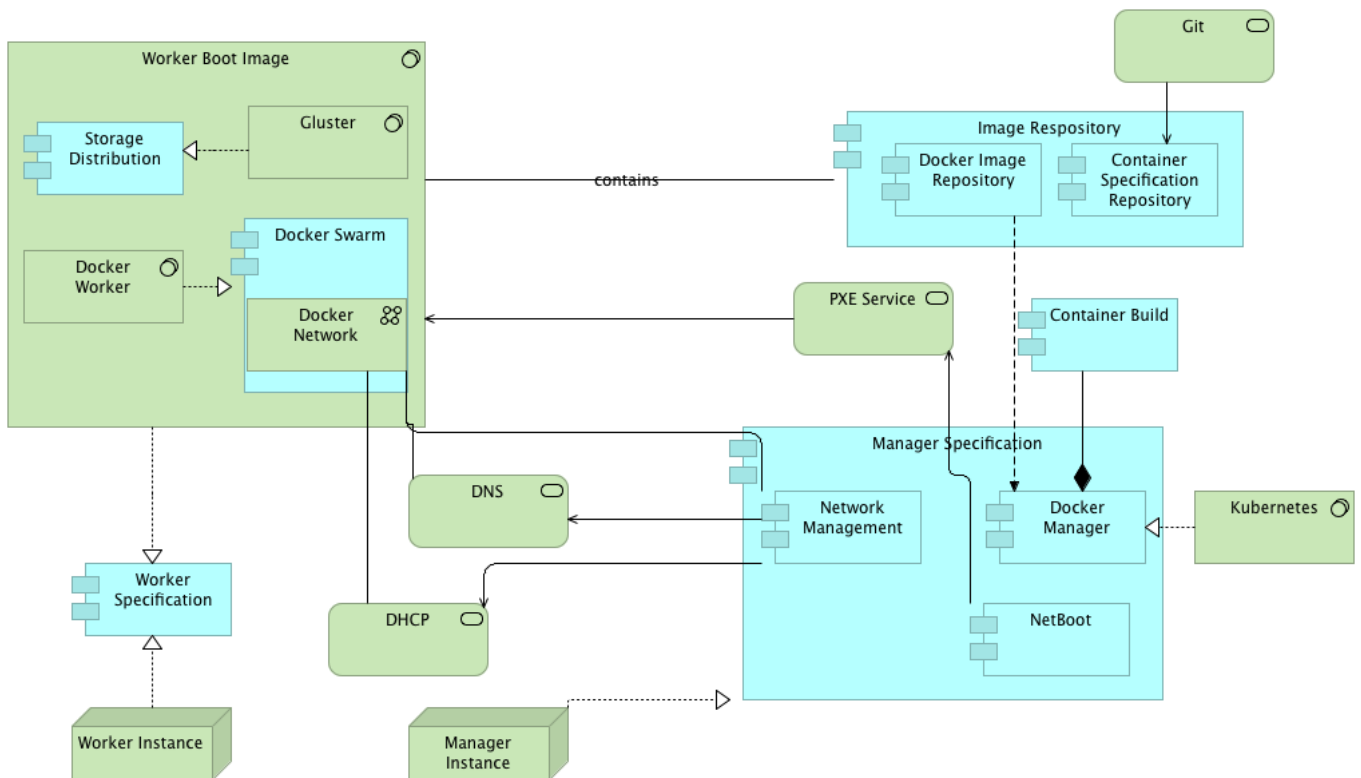 Git
Worker Boot Image
Gluster
Storage
Distribution
Image Respository
Docker Image
Repository
Container
Specification
Repository
contains
Docker Swarm
Docker
Worker
Docker
Network
PXE Service
Container Build
Manager Specification
DNS
Network
Management
Docker
Manager
Kubernetes
Worker
Specification
DHCP
NetBoot
Worker Instance
Manager
Instance